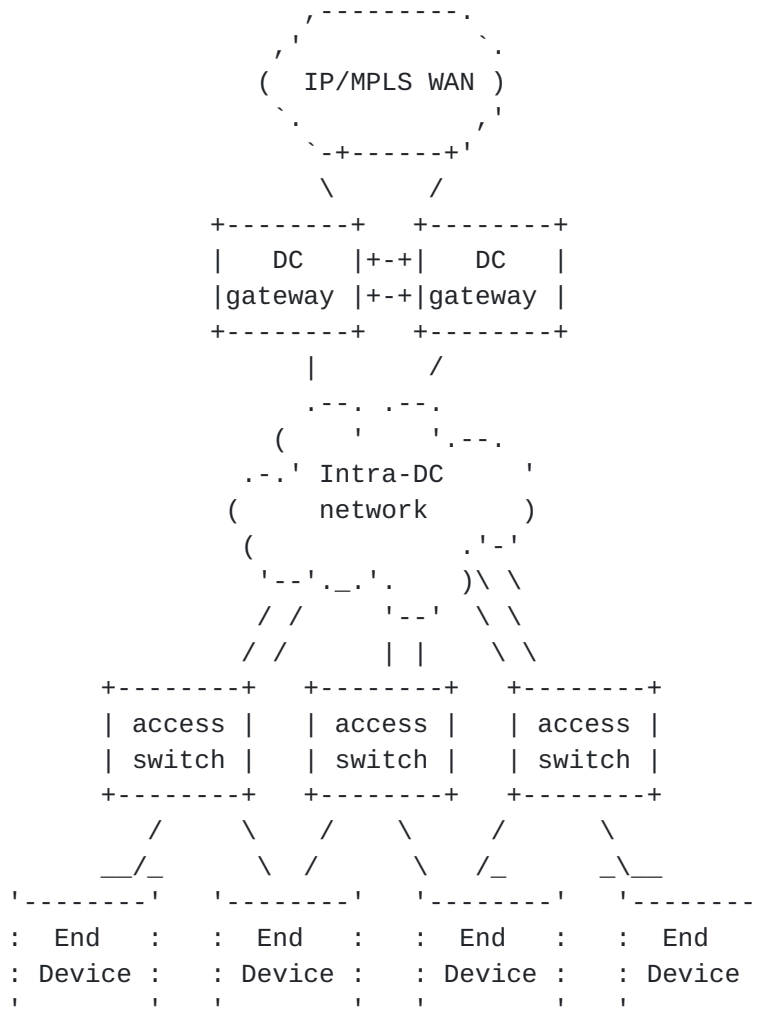 IP/MPLS WAN
DC DC
gateway gateway
Intra-DC
network
access access access
switch switch switch
End End End End
Device Device Device Device